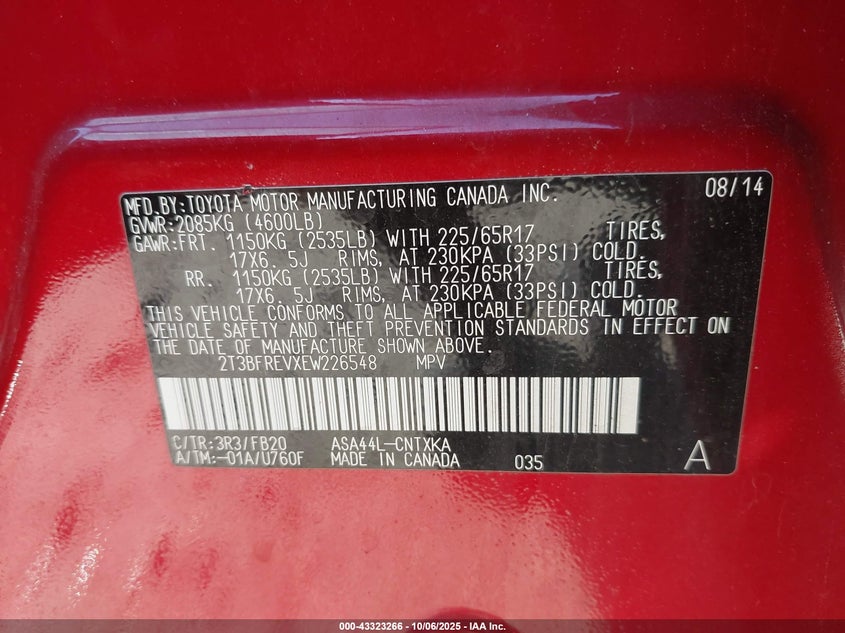 MFD.BY:TOYOTA MOTOR MANUFACTURING CANADA INC. 08/14
GVWR:2085KG (4600LB)
GAWR:FRT. 1150KG (2535LB) WITH 225/65R17 TIRES,
17X6. 5J RIMS, AT 230KPA (33PSI) COLD.
RR. 1150KG (2535LB) WITH 225/65R17 TIRES,
17X6. 5J RIMS, AT 230KPA (33PSI) COLD.
THIS VEHICLE CONFORMS TO ALL APPLICABLE FEDERAL MOTOR
VEHICLE SAFETY AND THEFT PREVENTION STANDARDS IN EFFECT ON
THE DATE OF MANUFACTURE SHOWN ABOVE.
2T3BFREVXEW226548 MPV
C/TR:3R3/FB20 ASA44L-CNTXKA
A/TM:-01A/U760F MADE IN CANADA 035 A
000-43323266 - 10/06/2025 - IAA Inc.